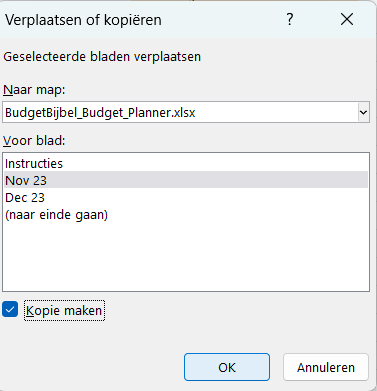 Verplaatsen of kopiëren ?
Geselecteerde bladen verplaatsen
Naar map:
BudgetBijbel_Budget_Planner.xlsx
Voor blad:
Instructies
Nov 23
Dec 23
(naar einde gaan)
Kopie maken
OK Annuleren